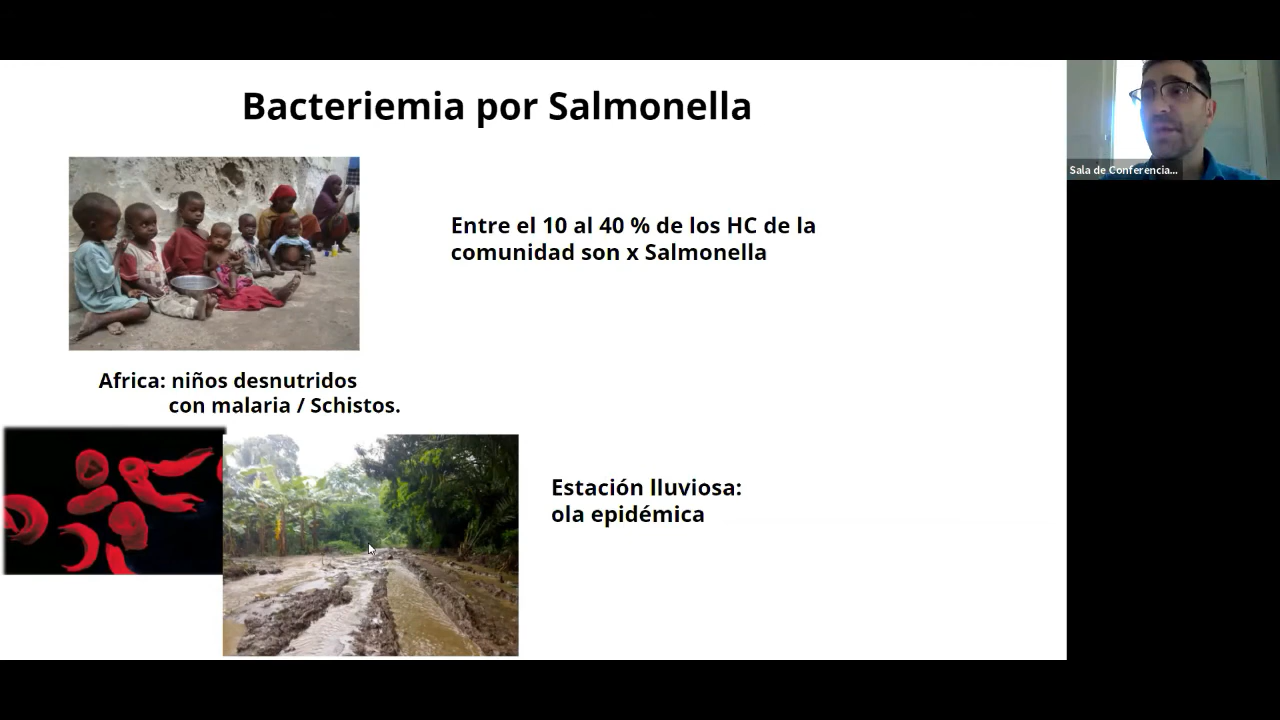 Bacteriemia por Salmonella
Sala de Conferencia...
Entre el 10 al 40 % de los HC de la
comunidad son x Salmonella
Africa: niños desnutridos
con malaria / Schistos.
Estación lluviosa:
ola epidémica